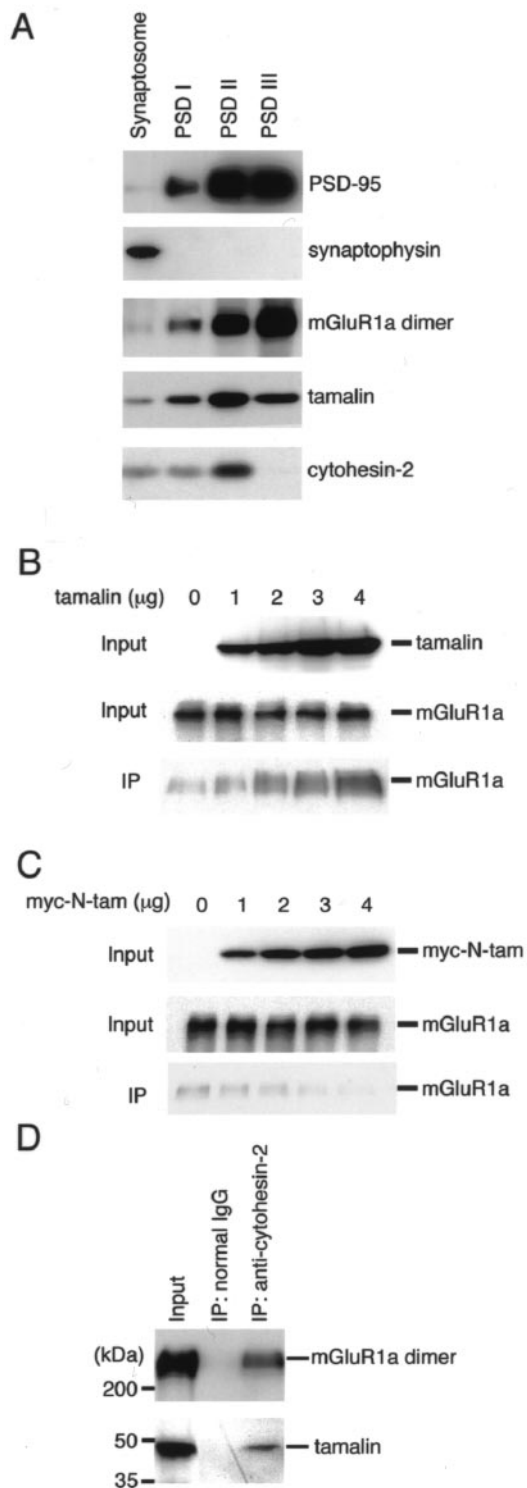 A
Synaptosome
PSD I
PSD II
PSD III
PSD-95
synaptophysin
mGluR1a dimer
tamalin
cytohesin-2
B
tamalin (μg) 0 1 2 3 4
Input tamalin
Input mGluR1a
IP mGluR1a
C
myc-N-tam (μg) 0 1 2 3 4
Input myc-N-tam
Input mGluR1a
IP mGluR1a
D
Input
IP: normal IgG
IP: anti-cytohesin-2
(kDa) mGluR1a dimer
200
50 tamalin
35